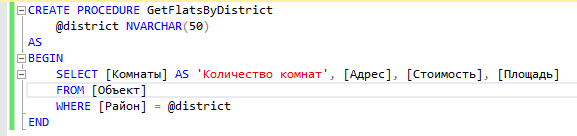 CREATE PROCEDURE GetFlatsByDistrict
    @district NVARCHAR(50)
AS
BEGIN
    SELECT [Комнаты] AS 'Количество комнат', [Адрес], [Стоимость], [Площадь]
    FROM [Объект]
    WHERE [Район] = @district
END